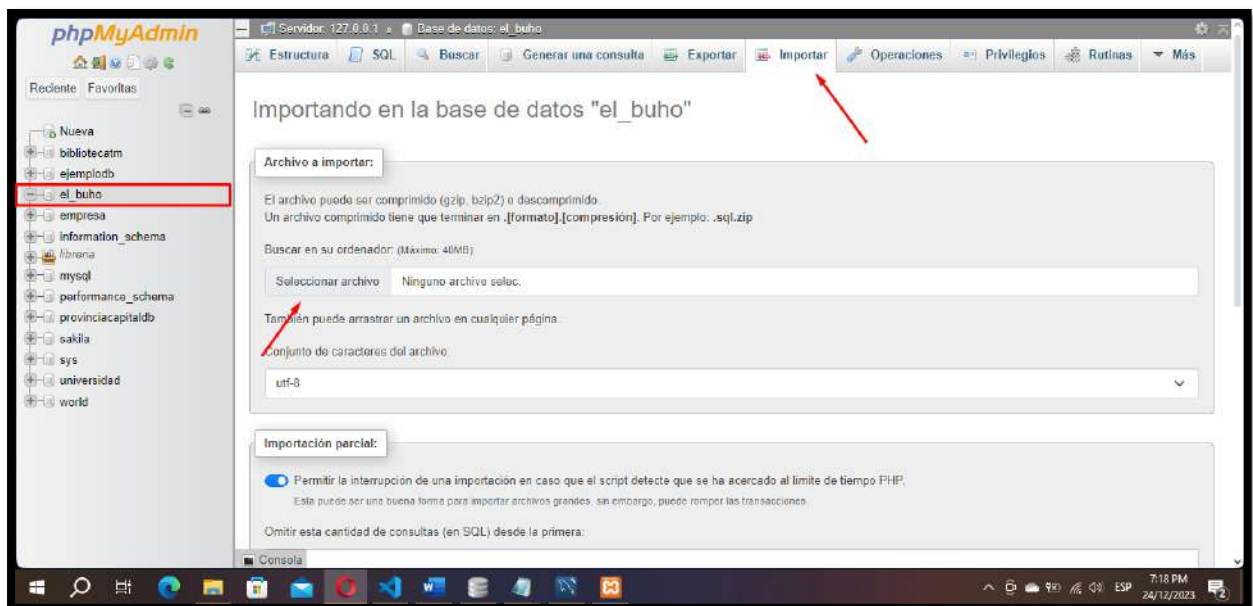 phpMyAdmin
Reciente Favoritas
Nueva
bibliotecatm
ejemplodb
el_buho
empresa
information_schema
libreria
mysql
performance_schema
provinciacapitaldb
sakila
sys
universidad
world
Servidor: 127.0.0.1 » Base de datos: el_buho
Estructura SQL Buscar Generar una consulta Exportar Importar Operaciones Privilegios Rutinas Más
Importando en la base de datos "el_buho"
Archivo a importar:
El archivo puede ser comprimido (gzip, bzip2) o descomprimido.
Un archivo comprimido tiene que terminar en .[formato].[compresión]. Por ejemplo: .sql.zip
Buscar en su ordenador: (Máximo: 40MB)
Seleccionar archivo Ninguno archivo selec.
También puede arrastrar un archivo en cualquier página.
Conjunto de caracteres del archivo:
utf-8
Importación parcial:
Permitir la interrupción de una importación en caso que el script detecte que se ha acercado al límite de tiempo PHP.
Esta puede ser una buena forma para importar archivos grandes, sin embargo, puede romper las transacciones.
Omitir esta cantidad de consultas (en SQL) desde la primera:
Consola
ESP
7:18 PM
24/12/2023
2